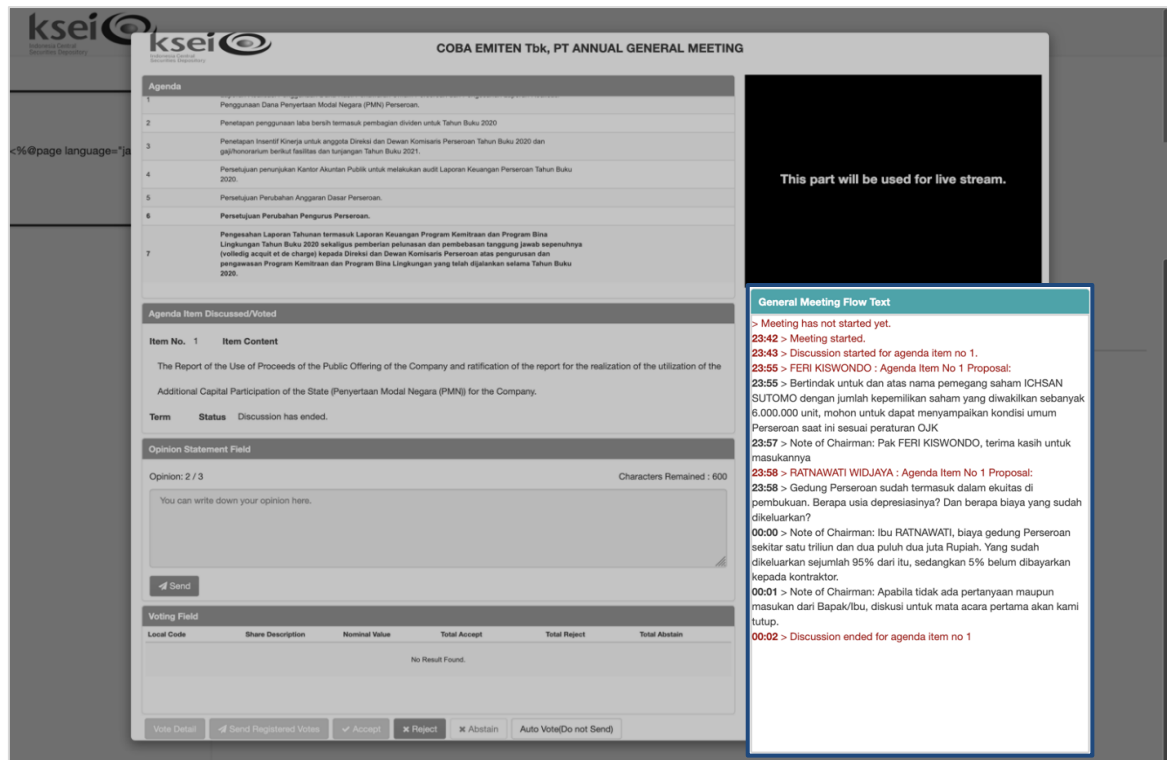 ksei
Indonesia Central
Securities Depository
ksei
Indonesia Central
Securities Depository
COBA EMITEN Tbk, PT ANNUAL GENERAL MEETING
<%@page language="ja
Agenda
1
Penggunaan Dana Penyertaan Modal Negara (PMN) Perseroan.
2 Penetapan penggunaan laba bersih termasuk pembagian dividen untuk Tahun Buku 2020
3 Penetapan Insentif Kinerja untuk anggota Direksi dan Dewan Komisaris Perseroan Tahun Buku 2020 dan
gaji/honorarium berikut fasilitas dan tunjangan Tahun Buku 2021.
4 Persetujuan penunjukan Kantor Akuntan Publik untuk melakukan audit Laporan Keuangan Perseroan Tahun Buku
2020.
5 Persetujuan Perubahan Anggaran Dasar Perseroan.
6 Persetujuan Perubahan Pengurus Perseroan.
7 Pengesahan Laporan Tahunan termasuk Laporan Keuangan Program Kemitraan dan Program Bina
Lingkungan Tahun Buku 2020 sekaligus pemberian pelunasan dan pembebasan tanggung jawab sepenuhnya
(volledig acquit et de charge) kepada Direksi dan Dewan Komisaris Perseroan atas pengurusan dan
pengawasan Program Kemitraan dan Program Bina Lingkungan yang telah dijalankan selama Tahun Buku
2020.
This part will be used for live stream.
Agenda Item Discussed/Voted
Item No. 1 Item Content
The Report of the Use of Proceeds of the Public Offering of the Company and ratification of the report for the realization of the utilization of the
Additional Capital Participation of the State (Penyertaan Modal Negara (PMN)) for the Company.
Term Status Discussion has ended.
Opinion Statement Field
Opinion: 2 / 3 Characters Remained : 600
You can write down your opinion here.
Send
Voting Field
Local Code Share Description Nominal Value Total Accept Total Reject Total Abstain
No Result Found.
Vote Detail Send Registered Votes Accept Reject Abstain Auto Vote(Do not Send)
General Meeting Flow Text
> Meeting has not started yet.
23:42 > Meeting started.
23:43 > Discussion started for agenda item no 1.
23:55 > FERI KISWONDO : Agenda Item No 1 Proposal:
23:55 > Bertindak untuk dan atas nama pemegang saham ICHSAN
SUTOMO dengan jumlah kepemilikan saham yang diwakilkan sebanyak
6.000.000 unit, mohon untuk dapat menyampaikan kondisi umum
Perseroan saat ini sesuai peraturan OJK
23:57 > Note of Chairman: Pak FERI KISWONDO, terima kasih untuk
masukannya
23:58 > RATNAWATI WIDJAYA : Agenda Item No 1 Proposal:
23:58 > Gedung Perseroan sudah termasuk dalam ekuitas di
pembukuan. Berapa usia depresiasinya? Dan berapa biaya yang sudah
dikeluarkan?
00:00 > Note of Chairman: Ibu RATNAWATI, biaya gedung Perseroan
sekitar satu triliun dan dua puluh dua juta Rupiah. Yang sudah
dikeluarkan sejumlah 95% dari itu, sedangkan 5% belum dibayarkan
kepada kontraktor.
00:01 > Note of Chairman: Apabila tidak ada pertanyaan maupun
masukan dari Bapak/Ibu, diskusi untuk mata acara pertama akan kami
tutup.
00:02 > Discussion ended for agenda item no 1